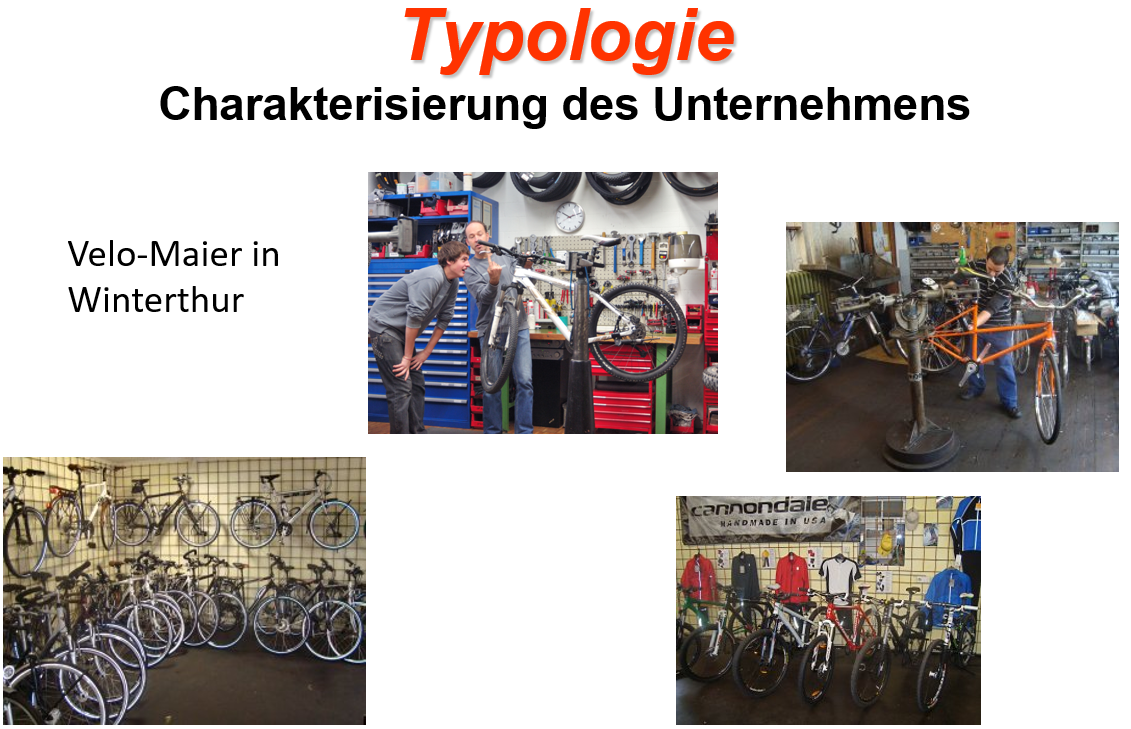 Typologie
Charakterisierung des Unternehmens
Velo-Maier in
Winterthur
cannondale
HANDMADE IN USA